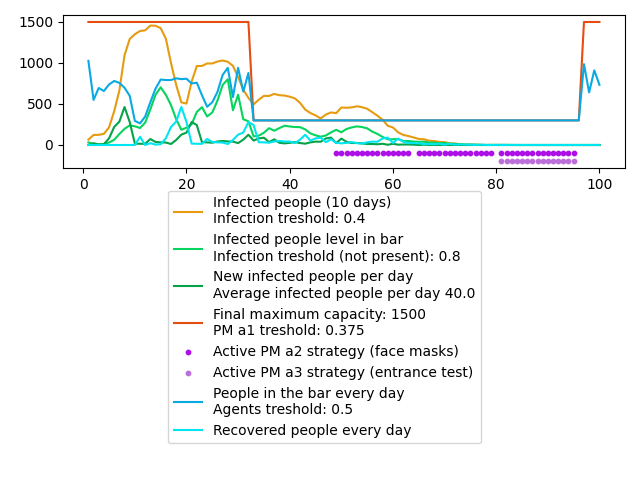 1500
1000
500
0
0 20 40 60 80 100
Infected people (10 days)
Infection treshold: 0.4
Infected people level in bar
Infection treshold (not present): 0.8
New infected people per day
Average infected people per day 40.0
Final maximum capacity: 1500
PM a1 treshold: 0.375
Active PM a2 strategy (face masks)
Active PM a3 strategy (entrance test)
People in the bar every day
Agents treshold: 0.5
Recovered people every day